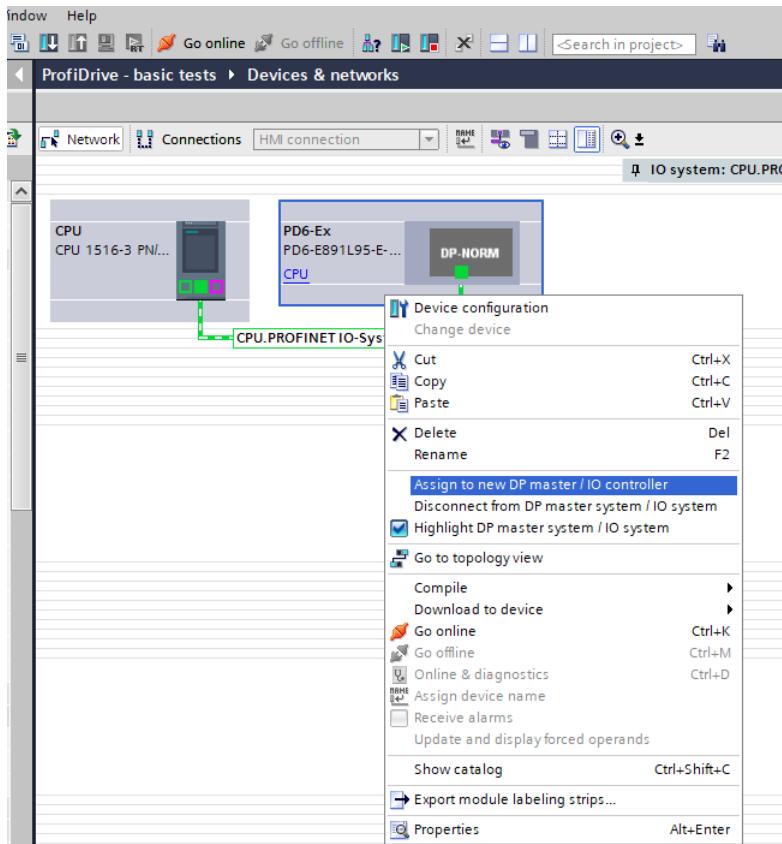 indow Help
RT Go online Go offline <Search in project>
ProfiDrive - basic tests Devices & networks
Network Connections HMI connection NAME
IO system: CPU.PRO
CPU
CPU 1516-3 PN/...
PD6-Ex
PD6-E891L95-E-...
CPU
DP-NORM
CPU.PROFINET IO-Sys
Device configuration
Change device
Cut Ctrl+X
Copy Ctrl+C
Paste Ctrl+V
Delete Del
Rename F2
Assign to new DP master / IO controller
Disconnect from DP master system / IO system
Highlight DP master system / IO system
Go to topology view
Compile
Download to device
Go online Ctrl+K
Go offline Ctrl+M
Online & diagnostics Ctrl+D
NAME Assign device name
Receive alarms
Update and display forced operands
Show catalog Ctrl+Shift+C
Export module labeling strips...
Properties Alt+Enter